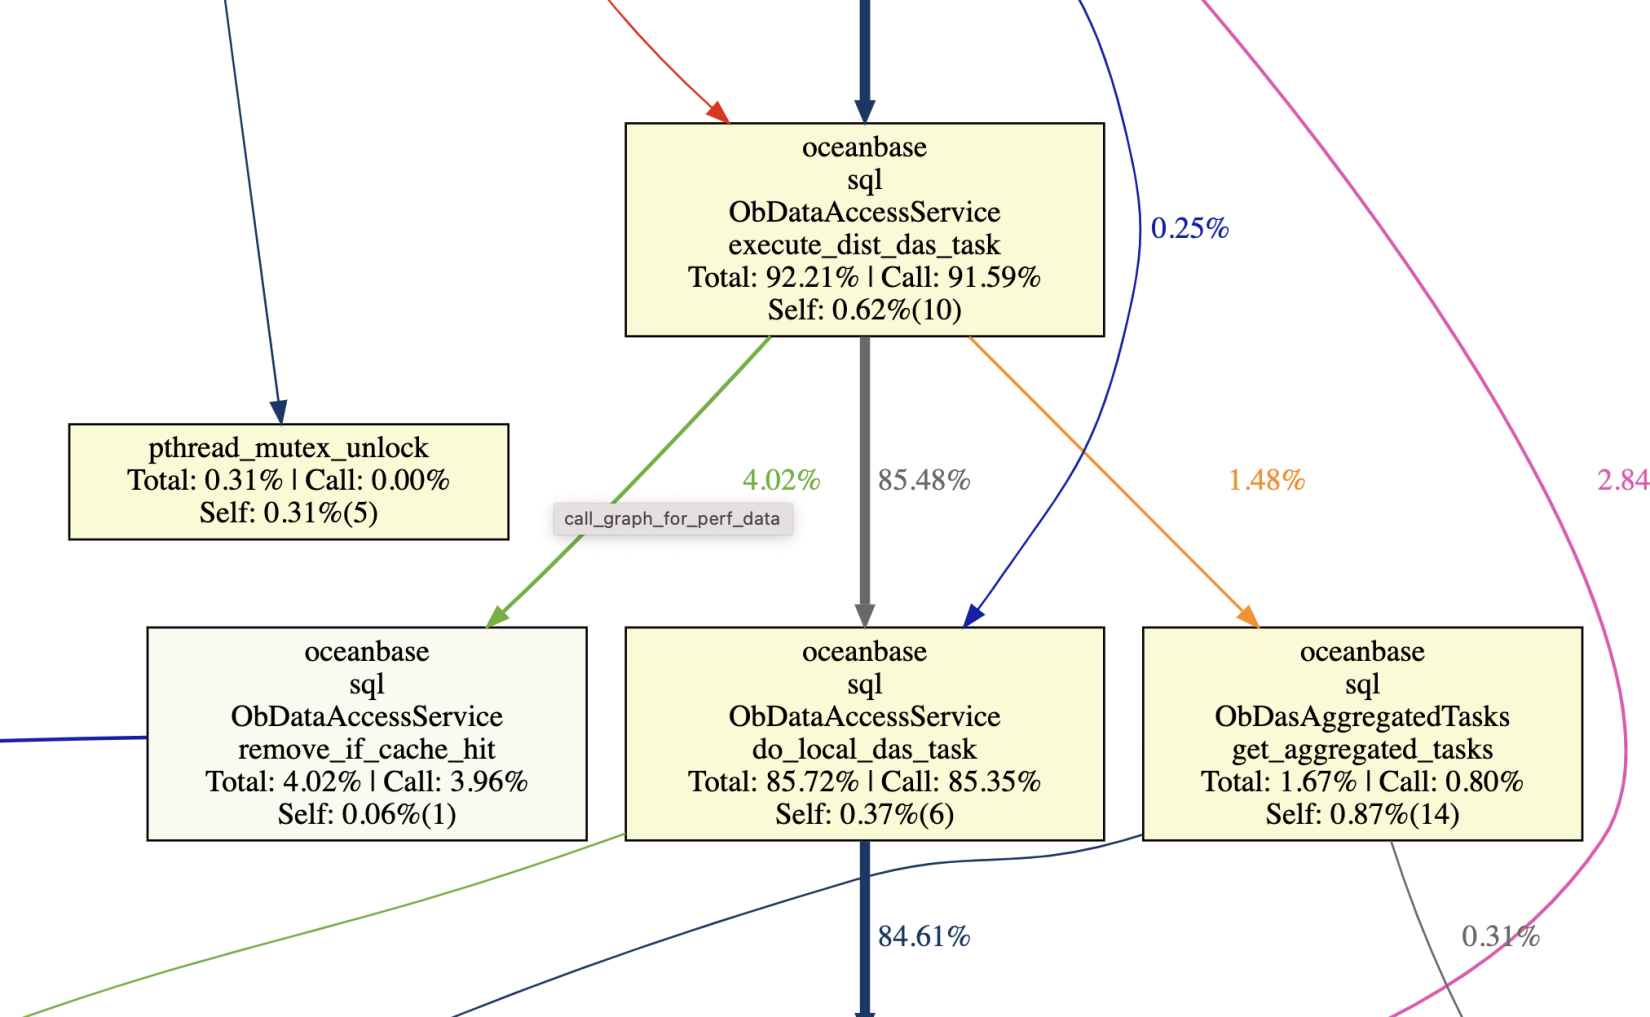 oceanbase
sql
ObDataAccessService
execute_dist_das_task
Total: 92.21% | Call: 91.59%
Self: 0.62%(10)
0.25%
pthread_mutex_unlock
Total: 0.31% | Call: 0.00%
Self: 0.31%(5)
4.02%
85.48%
1.48%
2.84
call_graph_for_perf_data
oceanbase
sql
ObDataAccessService
remove_if_cache_hit
Total: 4.02% | Call: 3.96%
Self: 0.06%(1)
oceanbase
sql
ObDataAccessService
do_local_das_task
Total: 85.72% | Call: 85.35%
Self: 0.37%(6)
oceanbase
sql
ObDasAggregatedTasks
get_aggregated_tasks
Total: 1.67% | Call: 0.80%
Self: 0.87%(14)
84.61%
0.31%